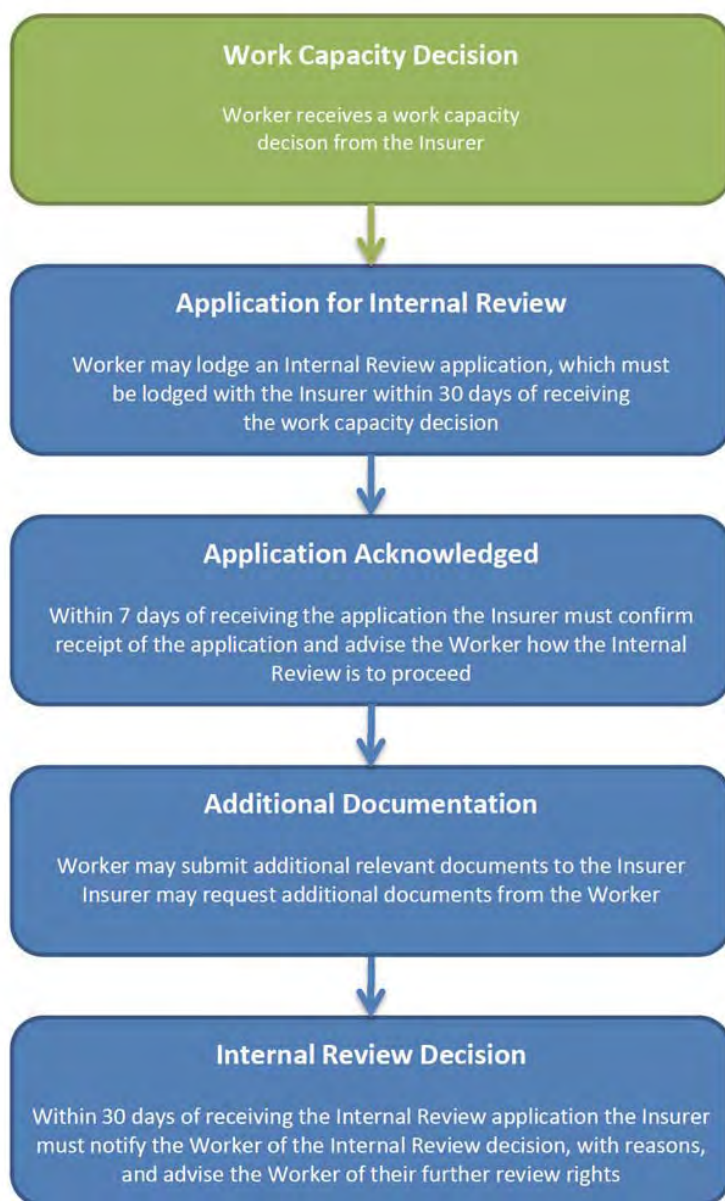 Work Capacity Decision
Worker receives a work capacity
decison from the Insurer
Application for Internal Review
Worker may lodge an Internal Review application, which must
be lodged with the Insurer within 30 days of receiving
the work capacity decision
Application Acknowledged
Within 7 days of receiving the application the Insurer must confirm
receipt of the application and advise the Worker how the Internal
Review is to proceed
Additional Documentation
Worker may submit additional relevant documents to the Insurer
Insurer may request additional documents from the Worker
Internal Review Decision
Within 30 days of receiving the Internal Review application the Insurer
must notify the Worker of the Internal Review decision, with reasons,
and advise the Worker of their further review rights